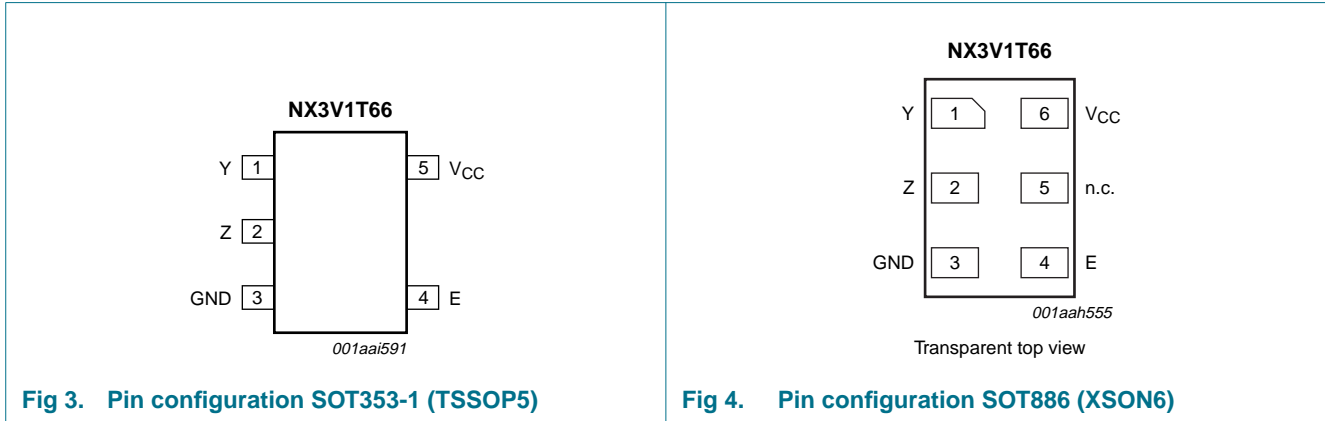 NX3V1T66
Y 1 5 VCC
Z 2
GND 3 4 E
001aai591
Fig 3. Pin configuration SOT353-1 (TSSOP5)
NX3V1T66
Y 1 6 VCC
Z 2 5 n.c.
GND 3 4 E
001aah555
Transparent top view
Fig 4. Pin configuration SOT886 (XSON6)